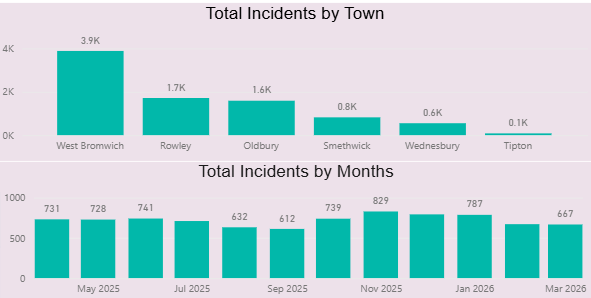 Total Incidents by Town
4K
2K
0K
3.9K
1.7K
1.6K
0.8K
0.6K
0.1K
West Bromwich Rowley Oldbury Smethwick Wednesbury Tipton
Total Incidents by Months
1000
500
0
731 728 741 632 612 739 829 787 667
May 2025 Jul 2025 Sep 2025 Nov 2025 Jan 2026 Mar 2026